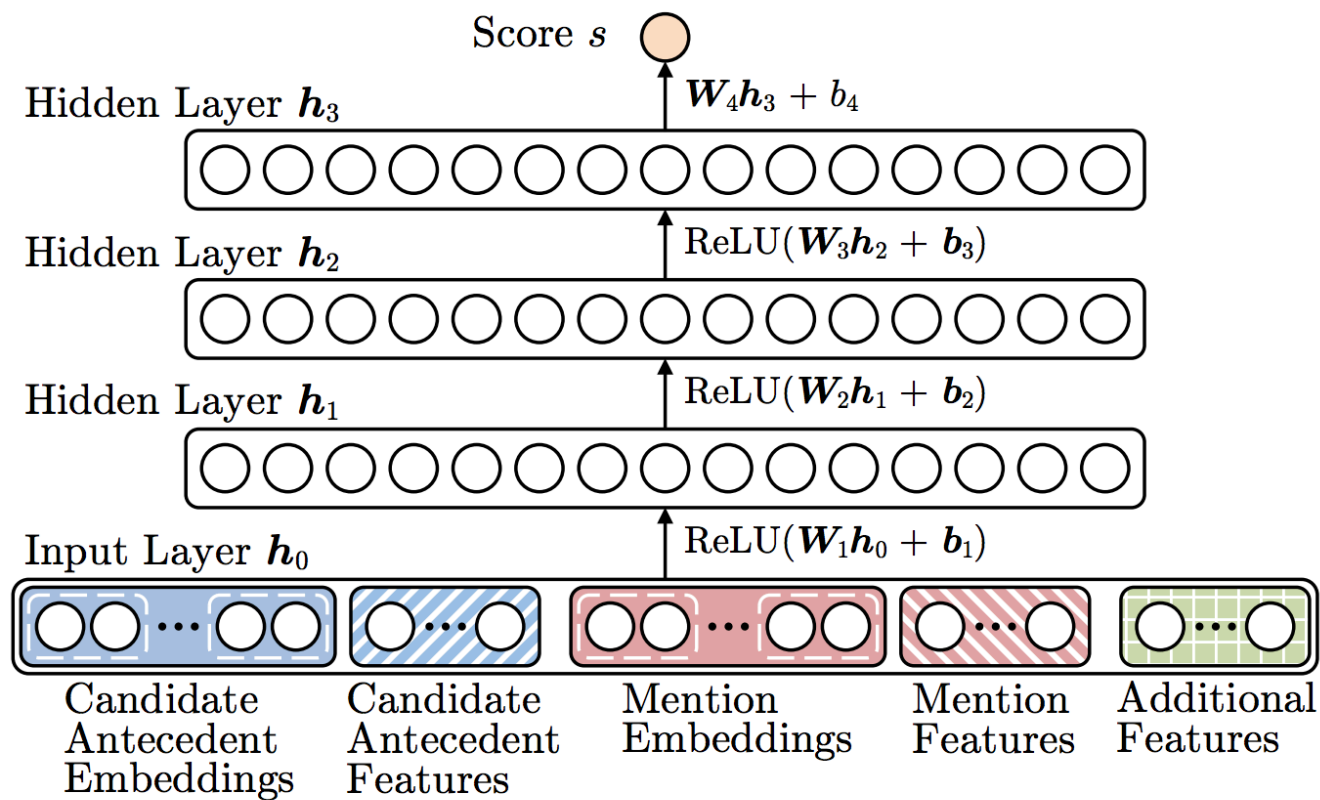 Score s
W₄h₃ + b₄
Hidden Layer h₃
ReLU(W₃h₂ + b₃)
Hidden Layer h₂
ReLU(W₂h₁ + b₂)
Hidden Layer h₁
ReLU(W₁h₀ + b₁)
Input Layer h₀
Candidate
Antecedent
Embeddings
Candidate
Antecedent
Features
Mention
Embeddings
Mention
Features
Additional
Features